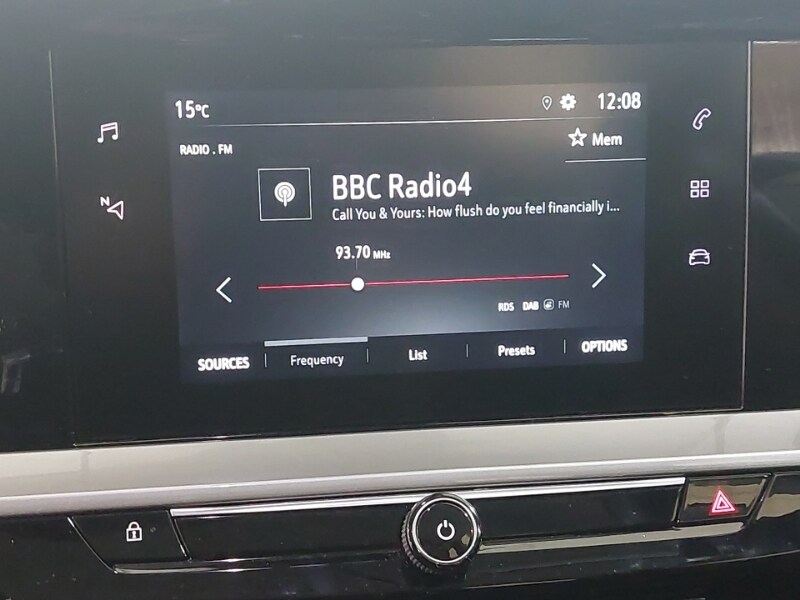 15°C
12:08
RADIO . FM
Mem
BBC Radio4
Call You & Yours: How flush do you feel financially i...
N
93.70 MHz
RDS DAB FM
SOURCES Frequency List Presets OPTIONS